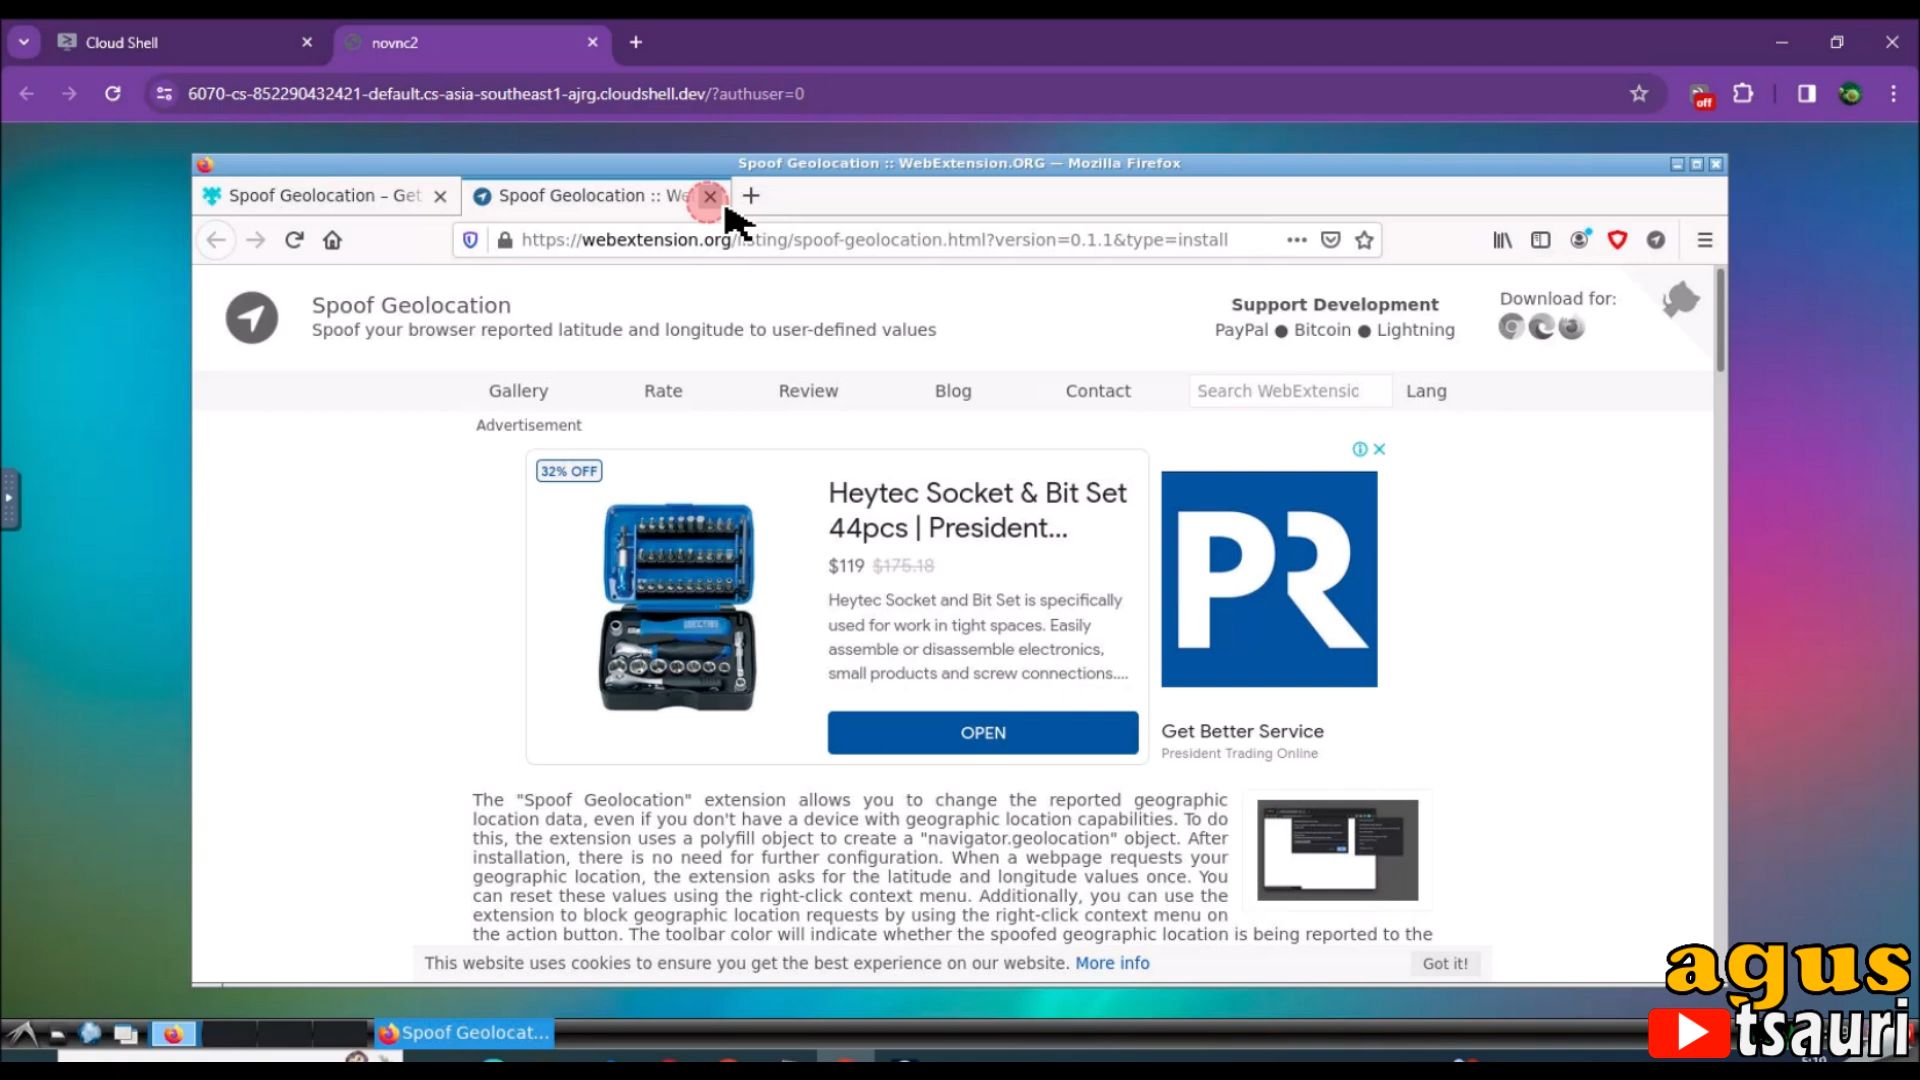 Cloud Shell
novnc2
6070-cs-852290432421-default.cs-asia-southeast1-ajrg.cloudshell.dev/?authuser=0
off
Spoof Geolocation :: WebExtension.ORG — Mozilla Firefox
Spoof Geolocation – Get
Spoof Geolocation :: We
https://webextension.org/listing/spoof-geolocation.html?version=0.1.1&type=install
Spoof Geolocation
Spoof your browser reported latitude and longitude to user-defined values
Support Development
PayPal ● Bitcoin ● Lightning
Download for:
Gallery
Rate
Review
Blog
Contact
Search WebExtensic
Lang
Advertisement
32% OFF
Heytec Socket & Bit Set
44pcs | President...
$119 $175.18
Heytec Socket and Bit Set is specifically
used for work in tight spaces. Easily
assemble or disassemble electronics,
small products and screw connections....
OPEN
PR
Get Better Service
President Trading Online
The "Spoof Geolocation" extension allows you to change the reported geographic
location data, even if you don't have a device with geographic location capabilities. To do
this, the extension uses a polyfill object to create a "navigator.geolocation" object. After
installation, there is no need for further configuration. When a webpage requests your
geographic location, the extension asks for the latitude and longitude values once. You
can reset these values using the right-click context menu. Additionally, you can use the
extension to block geographic location requests by using the right-click context menu on
the action button. The toolbar color will indicate whether the spoofed geographic location is being reported to the
This website uses cookies to ensure you get the best experience on our website. More info
Got it!
Spoof Geolocat...
agus
tsauri